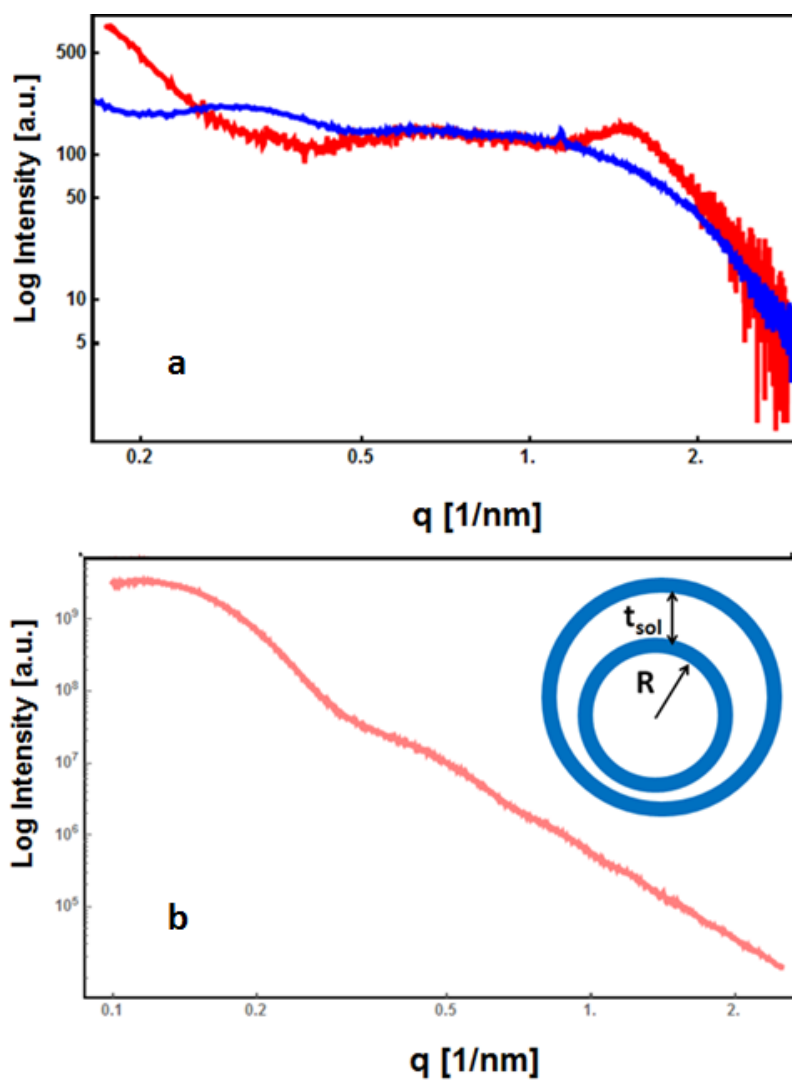 500
100
50
10
5
Log Intensity [a.u.]
a
0.2
0.5
1.
2.
q [1/nm]
10⁹
10⁸
10⁷
10⁶
10⁵
Log Intensity [a.u.]
t_sol
R
b
0.1
0.2
0.5
1.
2.
q [1/nm]